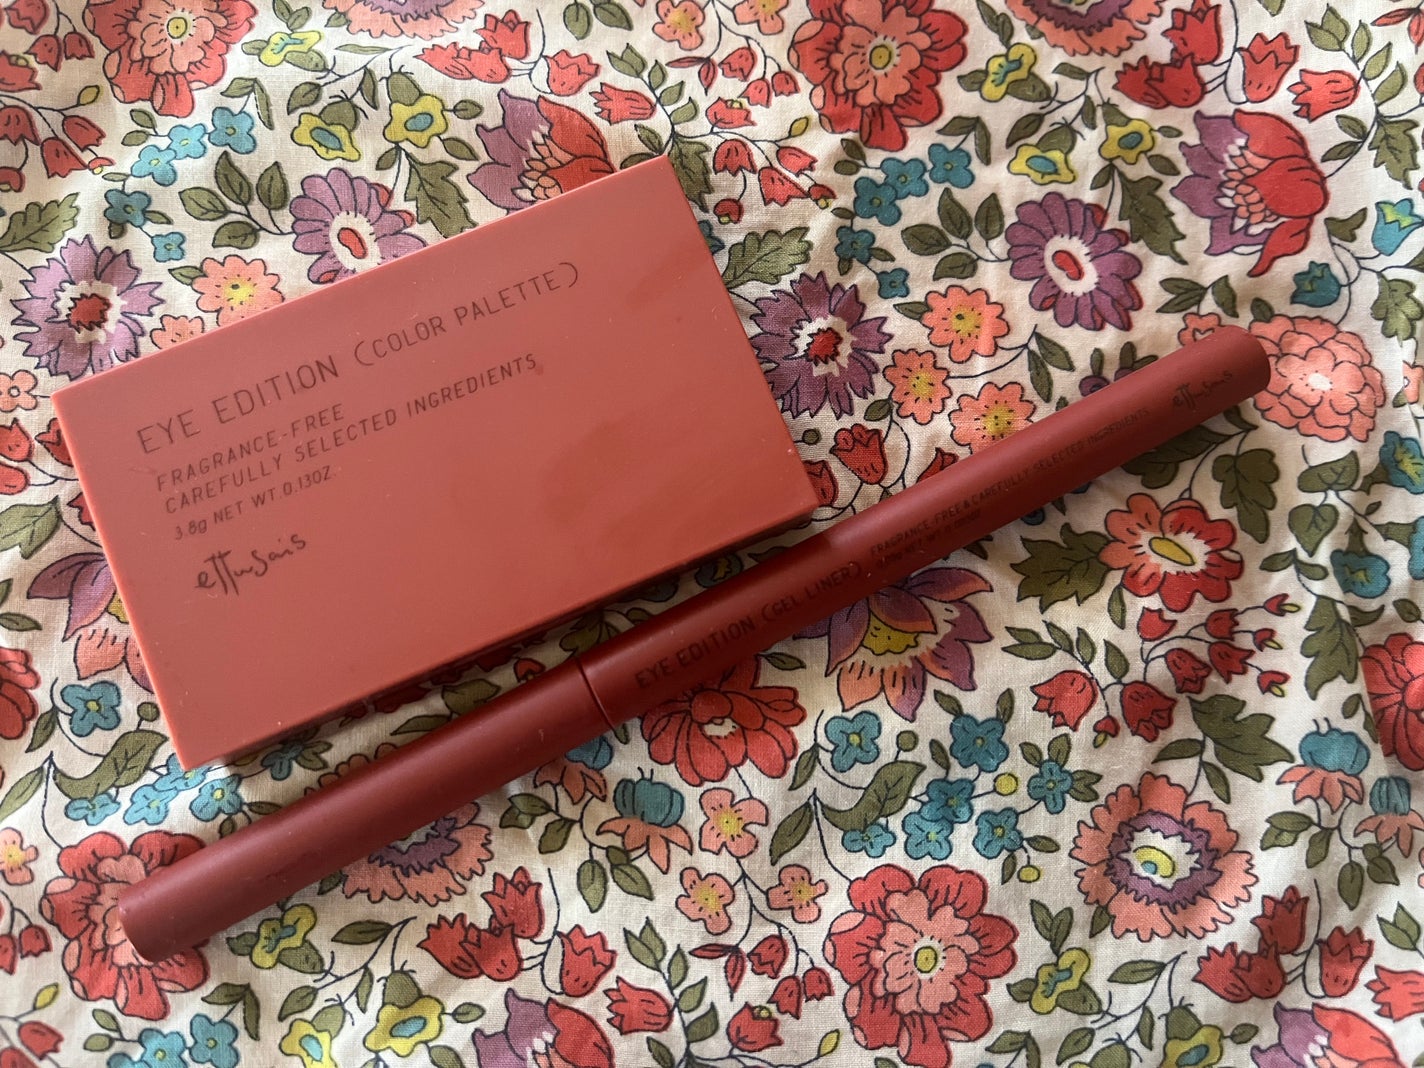 EYE EDITION (COLOR PALETTE)
FRAGRANCE-FREE
CAREFULLY SELECTED INGREDIENTS
3.8g NET WT.0.13OZ.
ettusais
EYE EDITION (GEL LINER)
FRAGRANCE-FREE & CAREFULLY SELECTED INGREDIENTS
ettusais